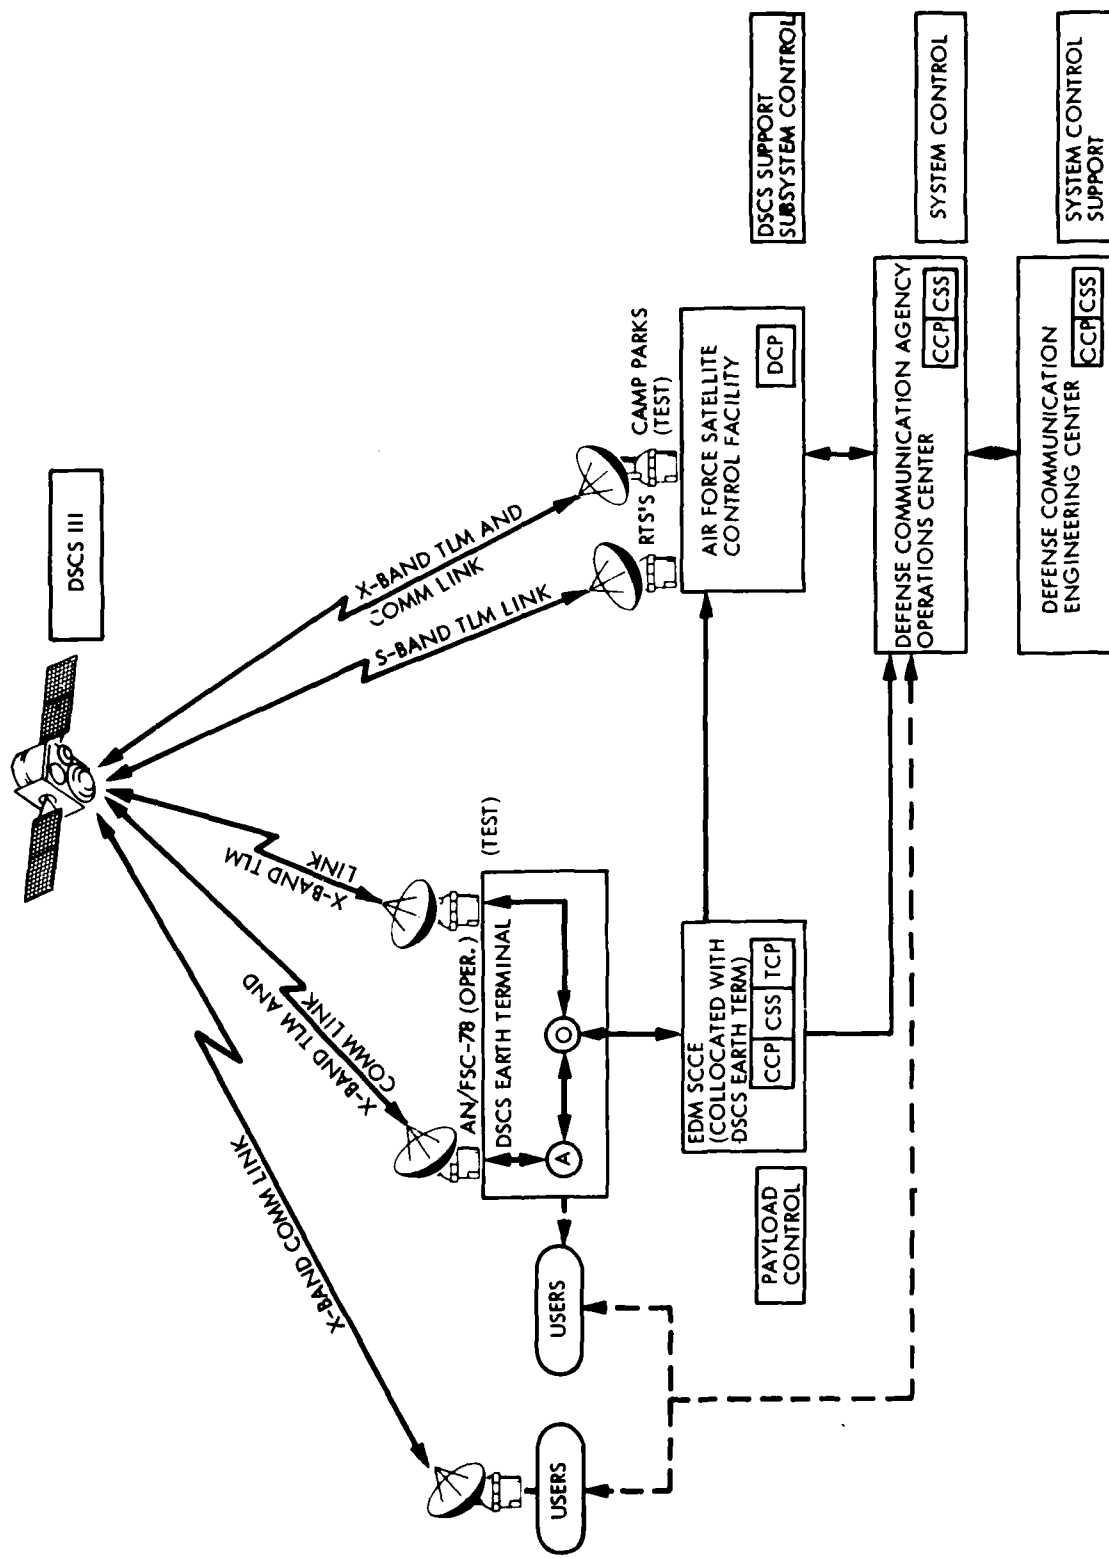 DSCS III
X-BAND COMM LINK
X-BAND TLM AND
COMM LINK
X-BAND TLM
LINK
S-BAND TLM LINK
X-BAND TLM AND
COMM LINK
AN/FSC-78 (OPER.)
(TEST)
RTS'S
CAMP PARKS
(TEST)
USERS
USERS
DSCS EARTH TERMINAL
A
O
AIR FORCE SATELLITE
CONTROL FACILITY
DCP
DSCS SUPPORT
SUBSYSTEM CONTROL
PAYLOAD
CONTROL
EDM SCCE
(COLLOCATED WITH
DSCS EARTH TERM)
CCP CSS TCP
DEFENSE COMMUNICATION AGENCY
OPERATIONS CENTER
CCP CSS
SYSTEM CONTROL
DEFENSE COMMUNICATION
ENGINEERING CENTER
CCP CSS
SYSTEM CONTROL
SUPPORT